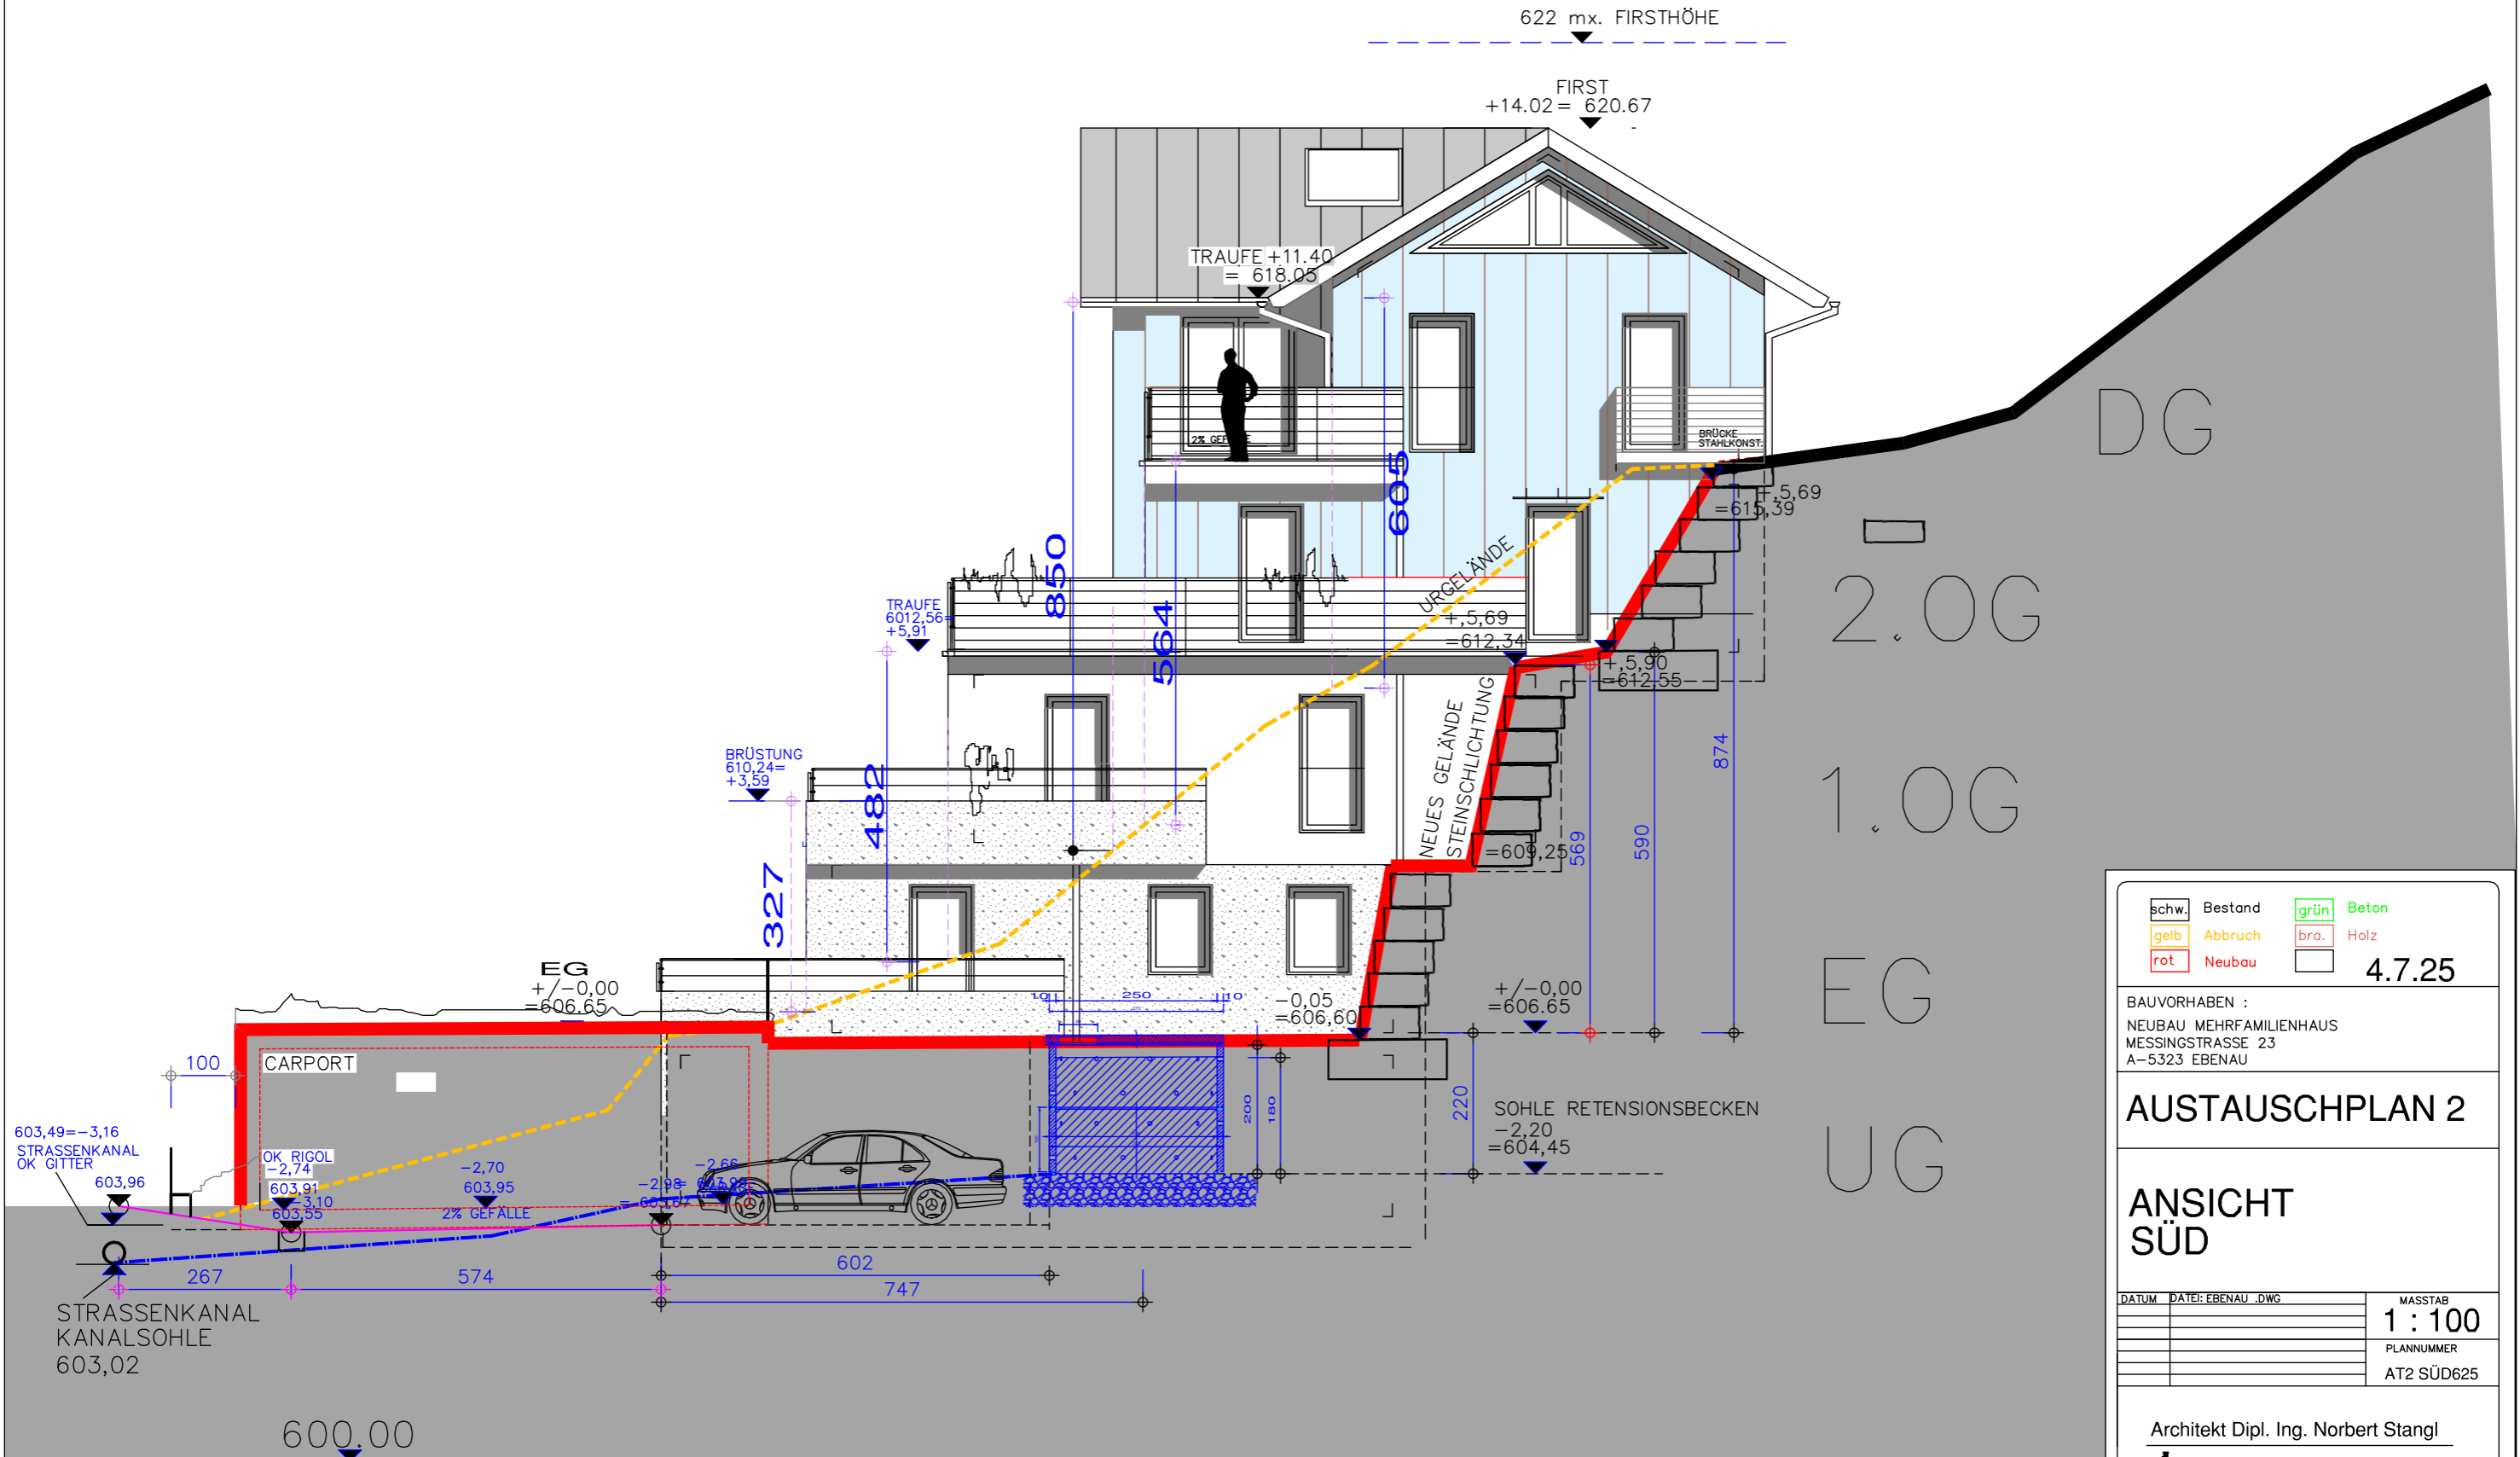 622 mx. FIRSTHÖHE
FIRST
+14.02= 620.67
TRAUFE +11.40
= 618.05
DG
2% GEFÄLLE
BRÜCKE
STAHLKONST.
+,5,69
=615,39
850
605
564
URGELÄNDE
2.OG
TRAUFE
6012,56=
+5,91
+,5,69
=612,34
+,5,90
=612,55
NEUES GELÄNDE
STEINSCHLICHTUNG
874
BRÜSTUNG
610,24=
+3,59
482
1.OG
569
590
=609,25
327
EG
+/-0,00
=606.65
10
250
10
-0,05
=606,60
+/-0,00
=606.65
EG
100
CARPORT
200
180
220
SOHLE RETENSIONSBECKEN
-2,20
=604,45
UG
603,49=-3,16
STRASSENKANAL
OK GITTER
603,96
OK RIGOL
-2,74
603,91
-3,10
603,55
-2,70
603,95
2% GEFÄLLE
-2,66
-2,98
267
574
602
747
STRASSENKANAL
KANALSOHLE
603,02
600.00
schw. Bestand
grün Beton
gelb Abbruch
bra. Holz
rot Neubau
4.7.25
BAUVORHABEN :
NEUBAU MEHRFAMILIENHAUS
MESSINGSTRASSE 23
A-5323 EBENAU
AUSTAUSCHPLAN 2
ANSICHT
SÜD
DATUM
DATEI: EBENAU .DWG
MASSTAB
1 : 100
PLANNUMMER
AT2 SÜD625
Architekt Dipl. Ing. Norbert Stangl